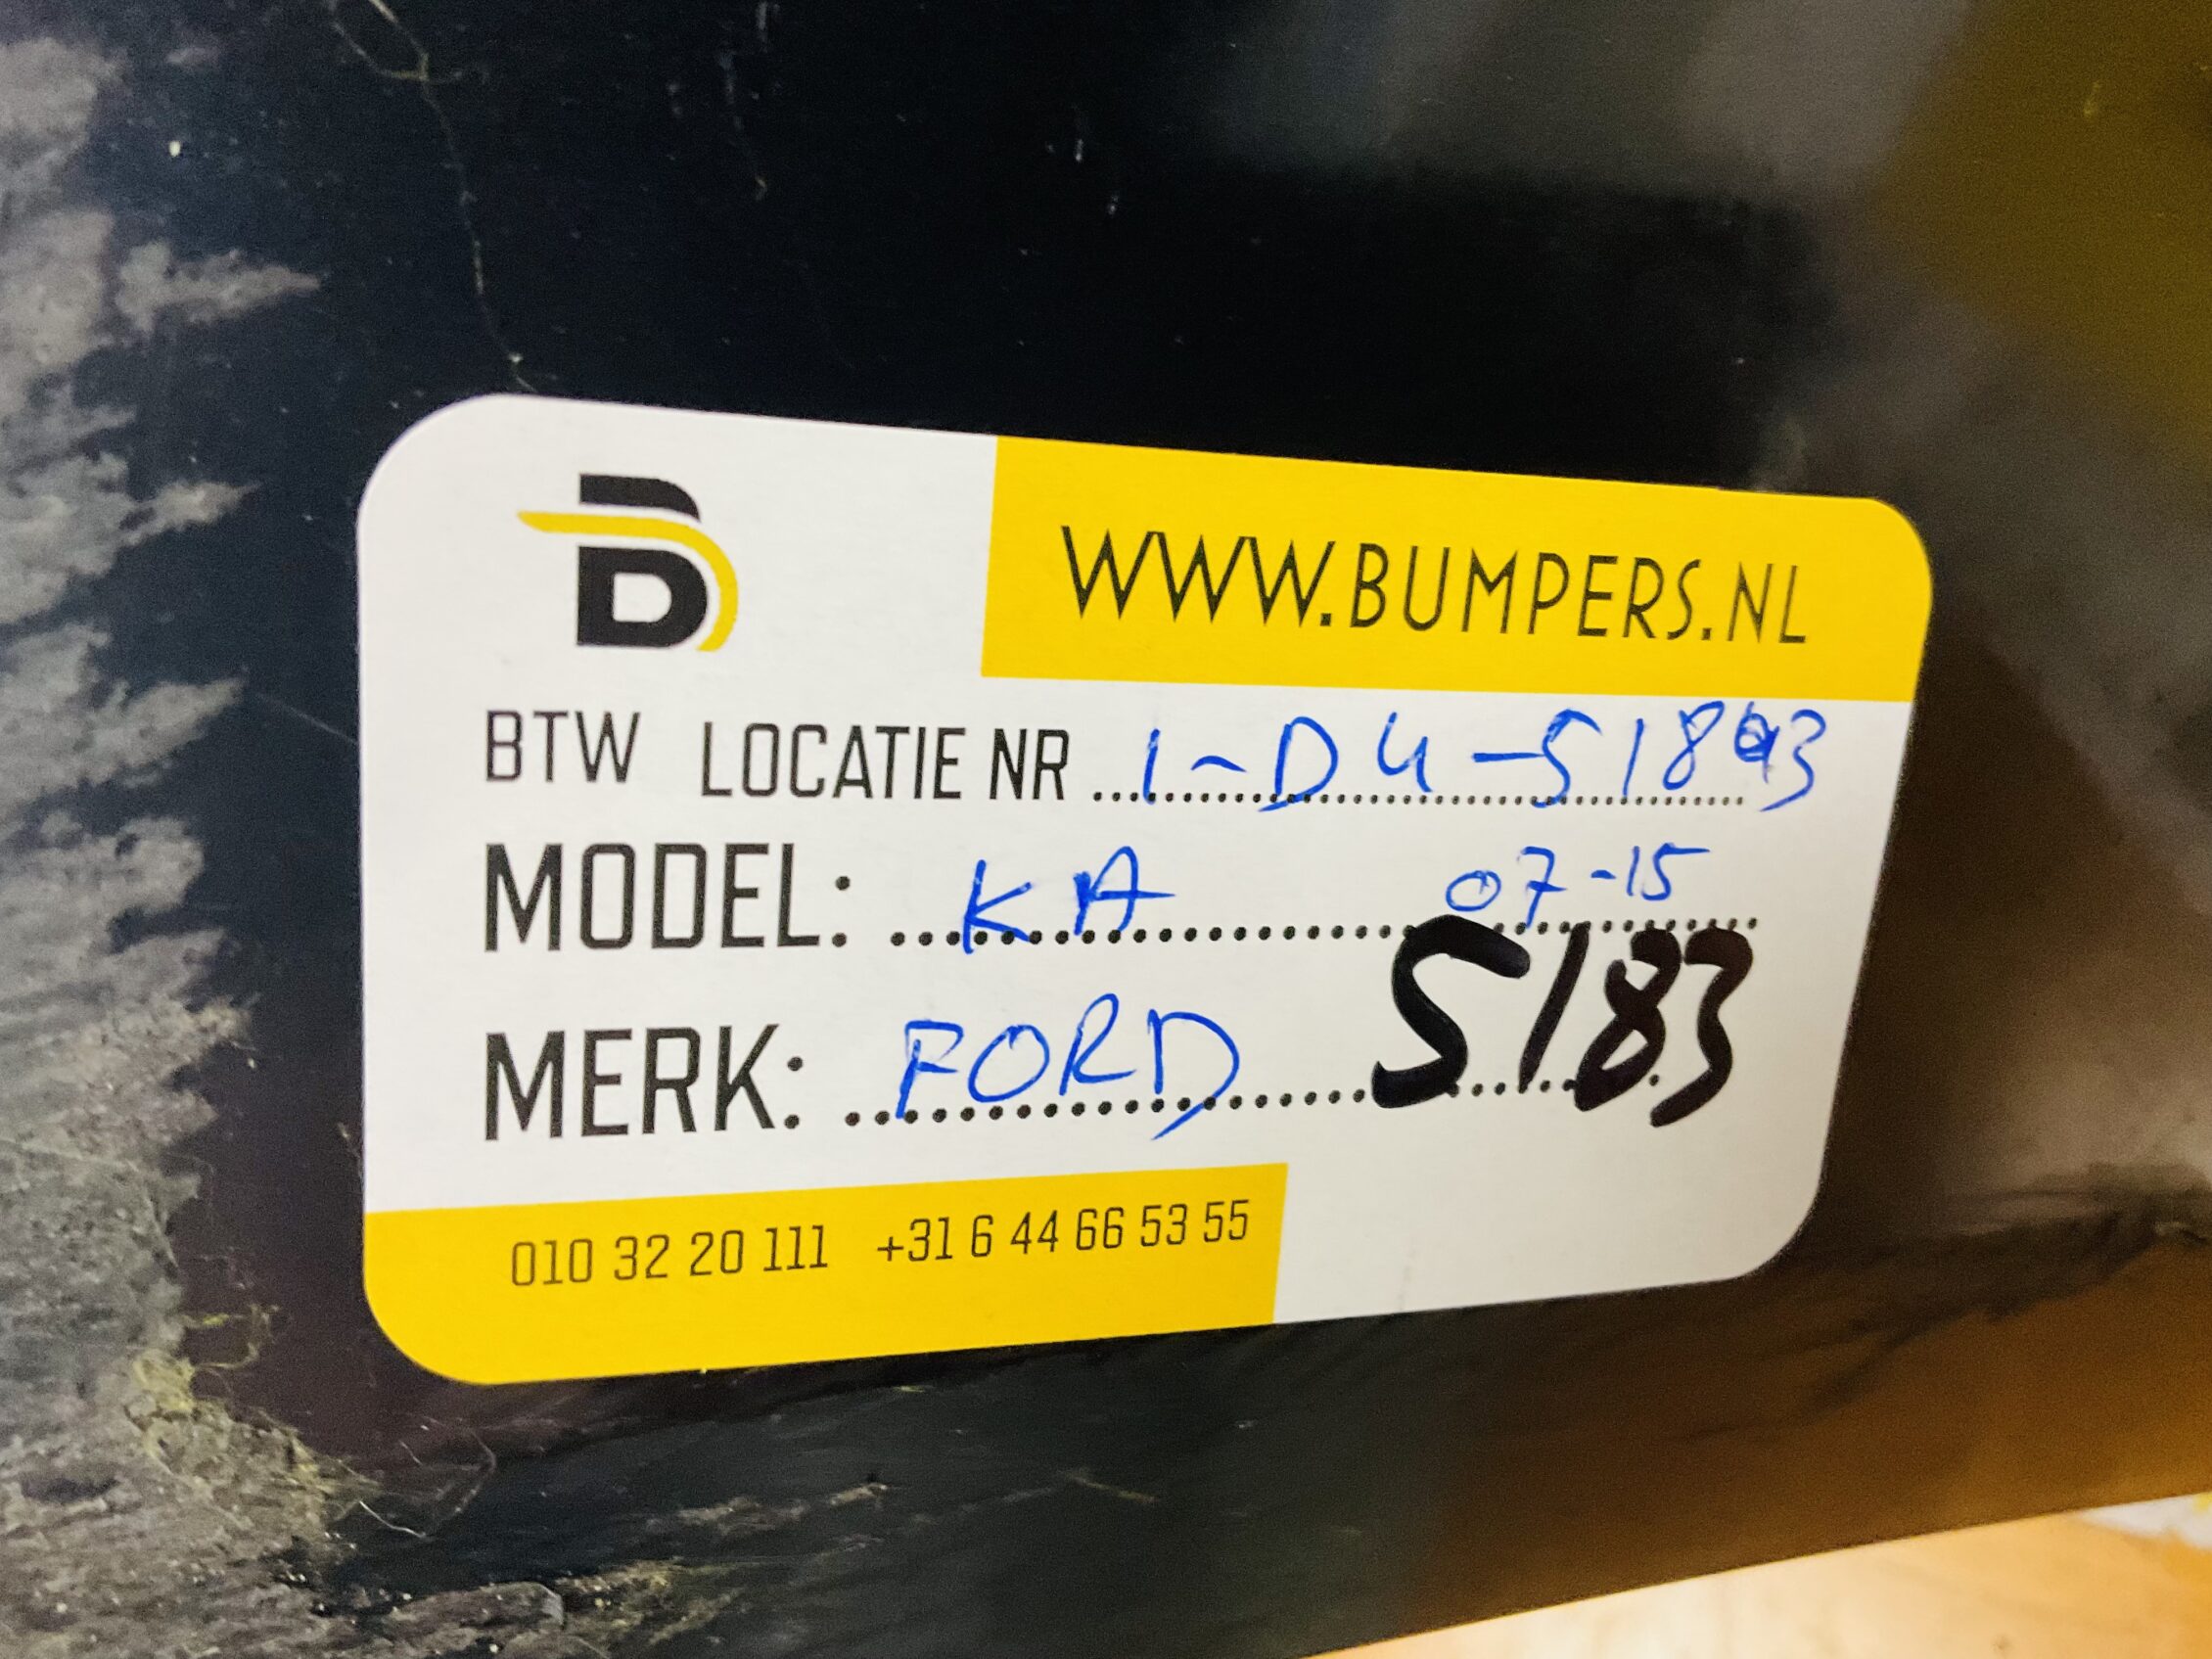 B
WWW.BUMPERS.NL
BTW LOCATIE NR 1-D4-5183
MODEL: KA 07-15
MERK: FORD 5183
010 32 20 111 +31 6 44 66 53 55